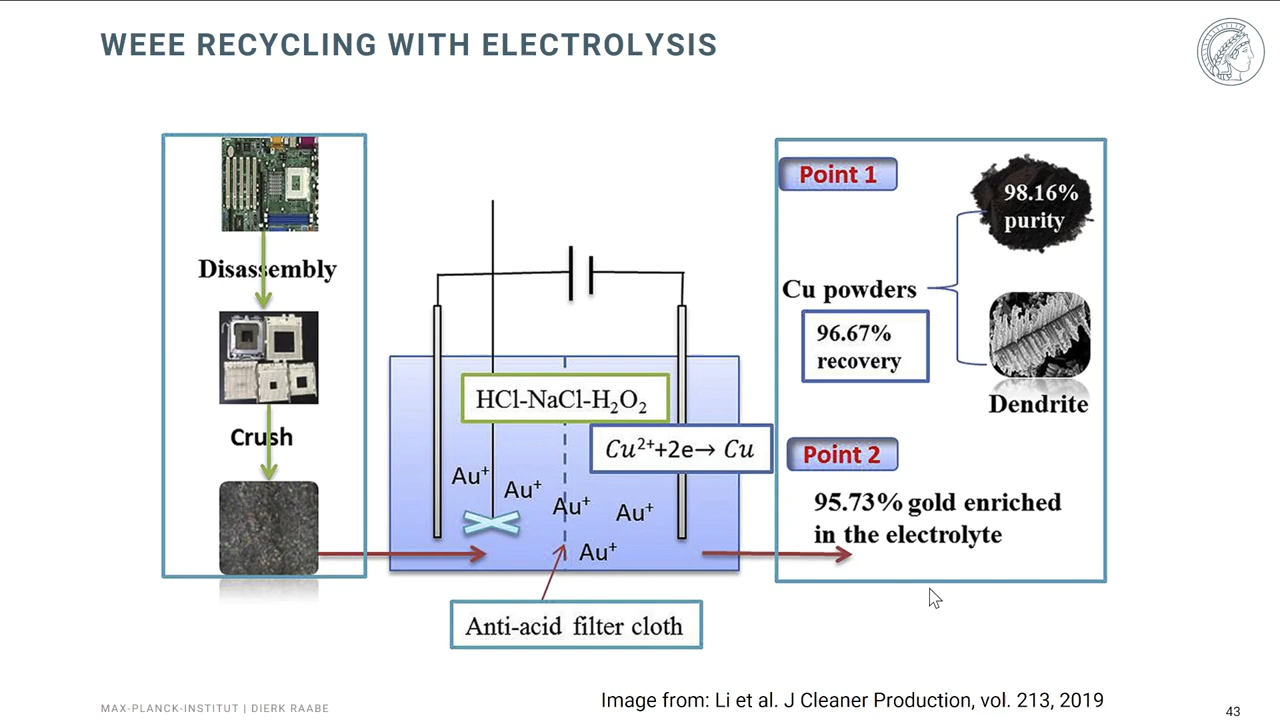 WEEE RECYCLING WITH ELECTROLYSIS
Disassembly
Crush
HCl-NaCl-H₂O₂
Cu²⁺+2e→ Cu
Au⁺
Au⁺
Au⁺
Au⁺
Au⁺
Anti-acid filter cloth
Point 1
98.16%
purity
Cu powders
96.67%
recovery
Dendrite
Point 2
95.73% gold enriched
in the electrolyte
Image from: Li et al. J Cleaner Production, vol. 213, 2019
MAX-PLANCK-INSTITUT | DIERK RAABE
43